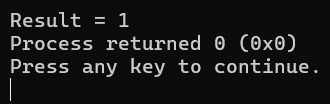 Result = 1
Process returned 0 (0x0)
Press any key to continue.